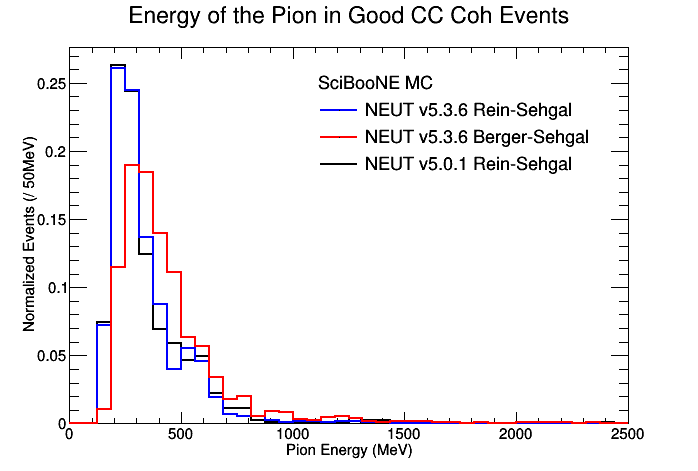 Energy of the Pion in Good CC Coh Events
Normalized Events (/ 50MeV)
0.25
0.2
0.15
0.1
0.05
0
SciBooNE MC
NEUT v5.3.6 Rein-Sehgal
NEUT v5.3.6 Berger-Sehgal
NEUT v5.0.1 Rein-Sehgal
0 500 1000 1500 2000 2500
Pion Energy (MeV)